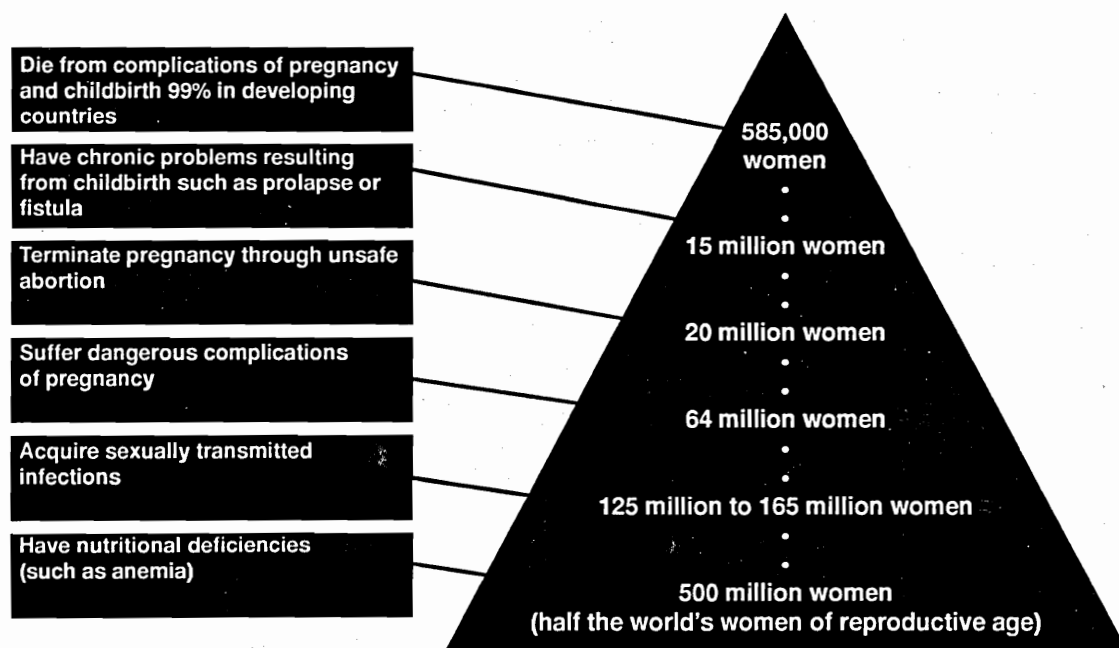 Die from complications of pregnancy
and childbirth 99% in developing
countries
585,000
women
Have chronic problems resulting
from childbirth such as prolapse or
fistula
15 million women
Terminate pregnancy through unsafe
abortion
20 million women
Suffer dangerous complications
of pregnancy
64 million women
Acquire sexually transmitted
infections
125 million to 165 million women
Have nutritional deficiencies
(such as anemia)
500 million women
(half the world's women of reproductive age)